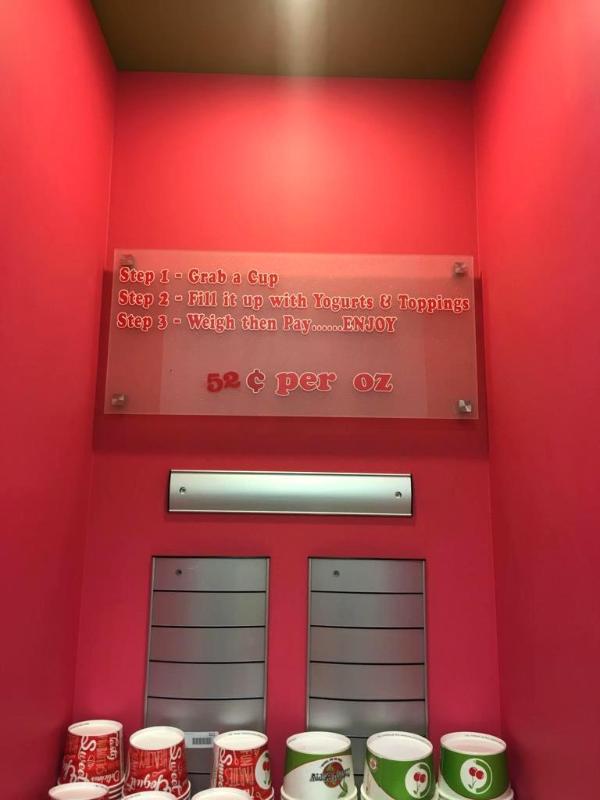 Step 1 - Grab a Cup
Step 2 - Fill it up with Yogurts & Toppings
Step 3 - Weigh then Pay......ENJOY
52 ¢ per oz